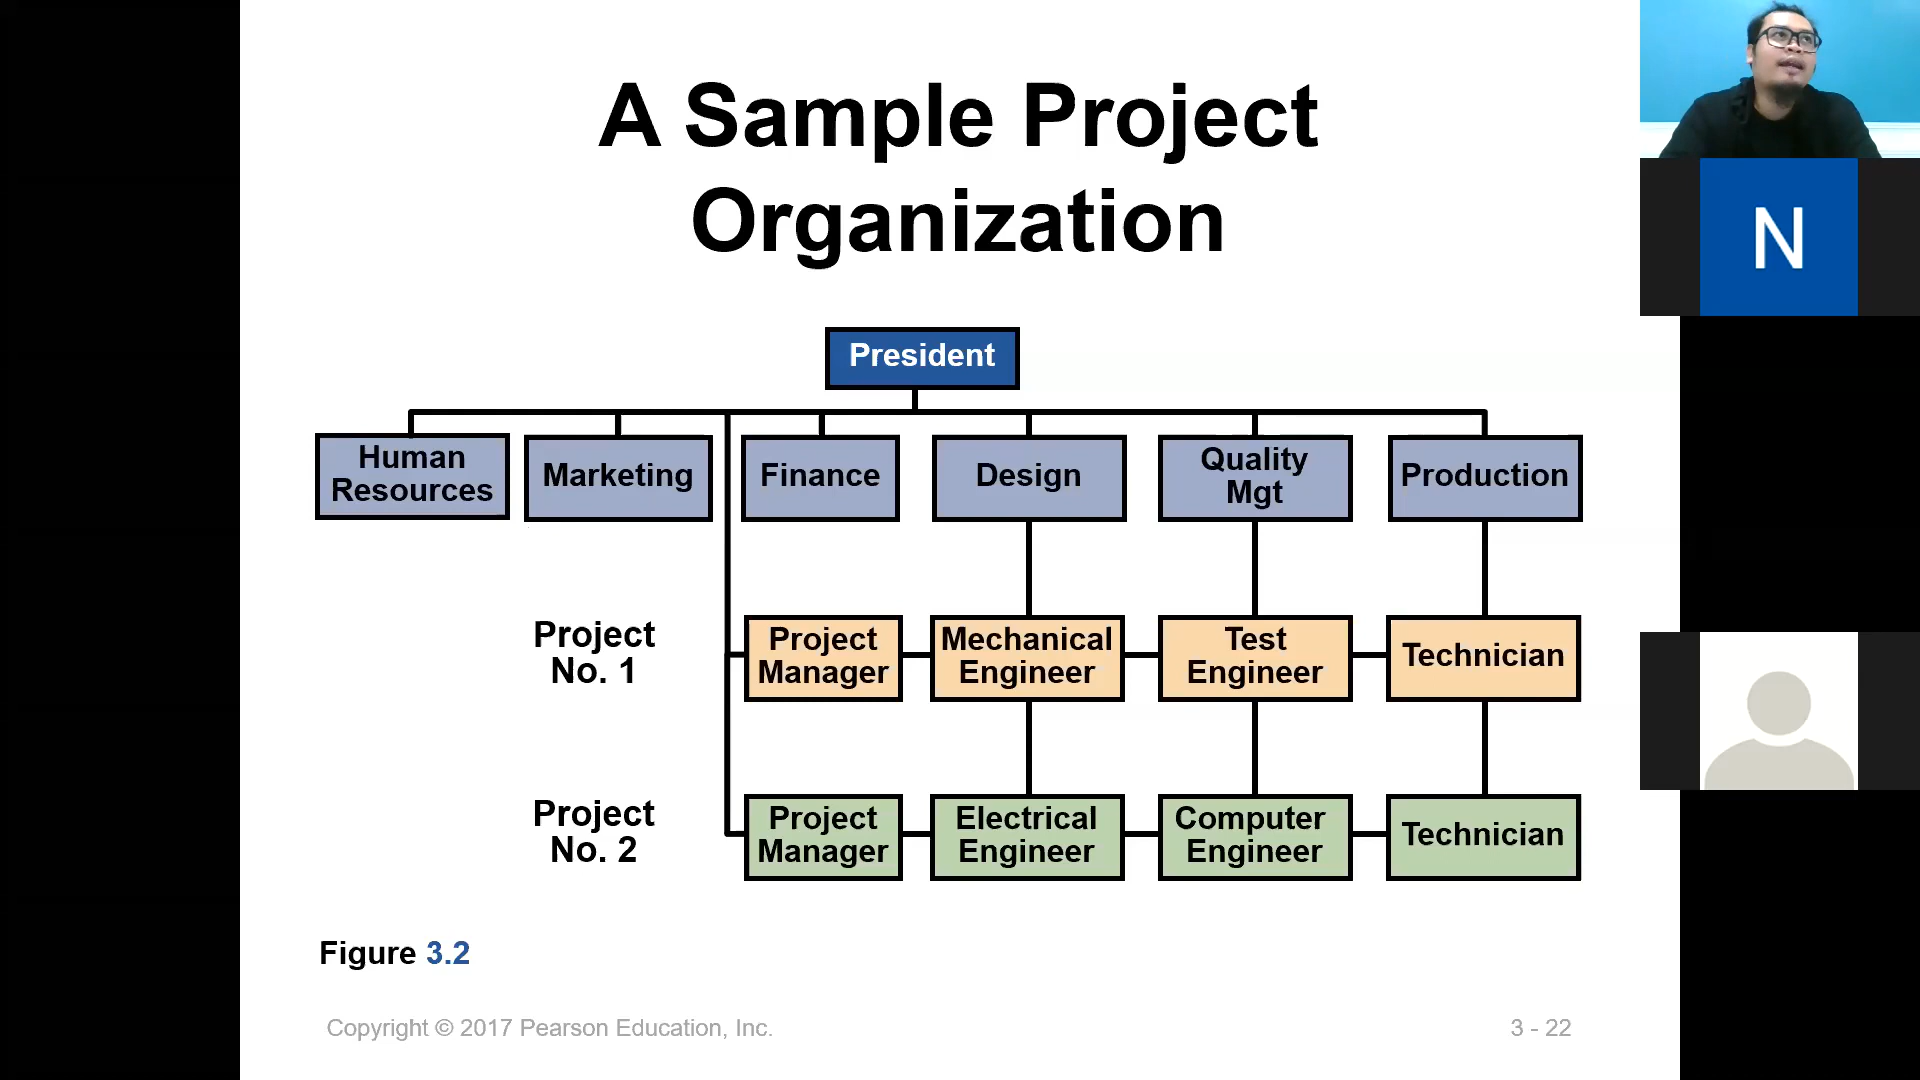 A Sample Project
Organization
N
President
Human
Resources
Marketing
Finance
Design
Quality
Mgt
Production
Project
No. 1
Project
Manager
Mechanical
Engineer
Test
Engineer
Technician
Project
No. 2
Project
Manager
Electrical
Engineer
Computer
Engineer
Technician
Figure 3.2
Copyright © 2017 Pearson Education, Inc.
3 - 22